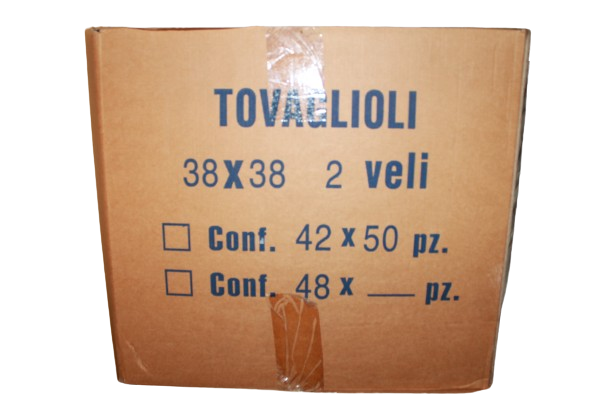 TOVAGLIOLI
38x38 2 veli
☐ Conf. 42 x 50 pz.
☐ Conf. 48 x ___ pz.